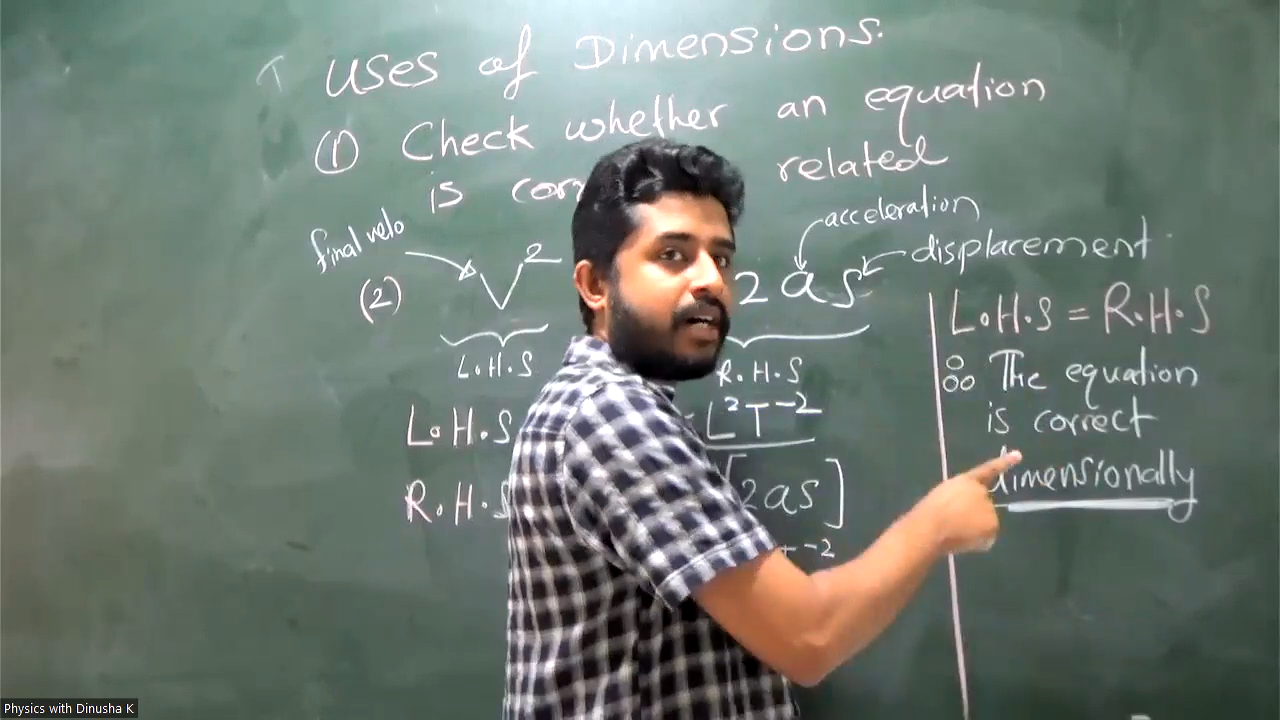 Uses of Dimensions.
(1) Check whether an equation
is related
final velo acceleration
displacement
(2) V² 2as
L.H.S R.H.S
L.H.S L²T⁻²
R.H.S 2as]
⁻²
L.H.S = R.H.S
∴ The equation
is correct
dimensionally
Physics with Dinusha K